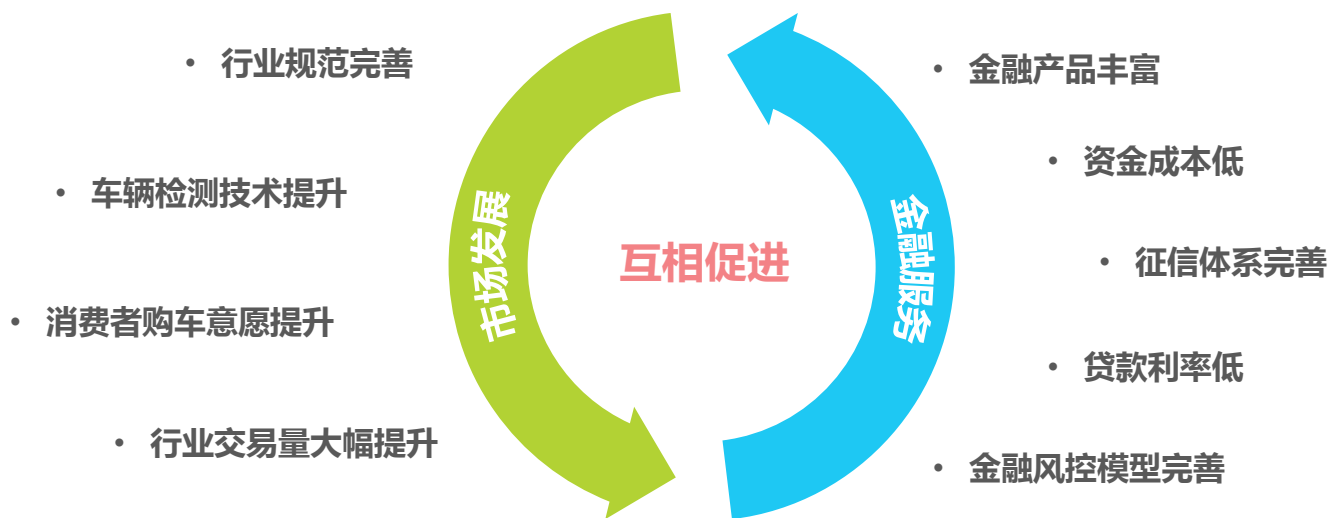 • 行业规范完善
• 车辆检测技术提升
• 消费者购车意愿提升
• 行业交易量大幅提升
市场发展
互相促进
金融服务
• 金融产品丰富
• 资金成本低
• 征信体系完善
• 贷款利率低
• 金融风控模型完善